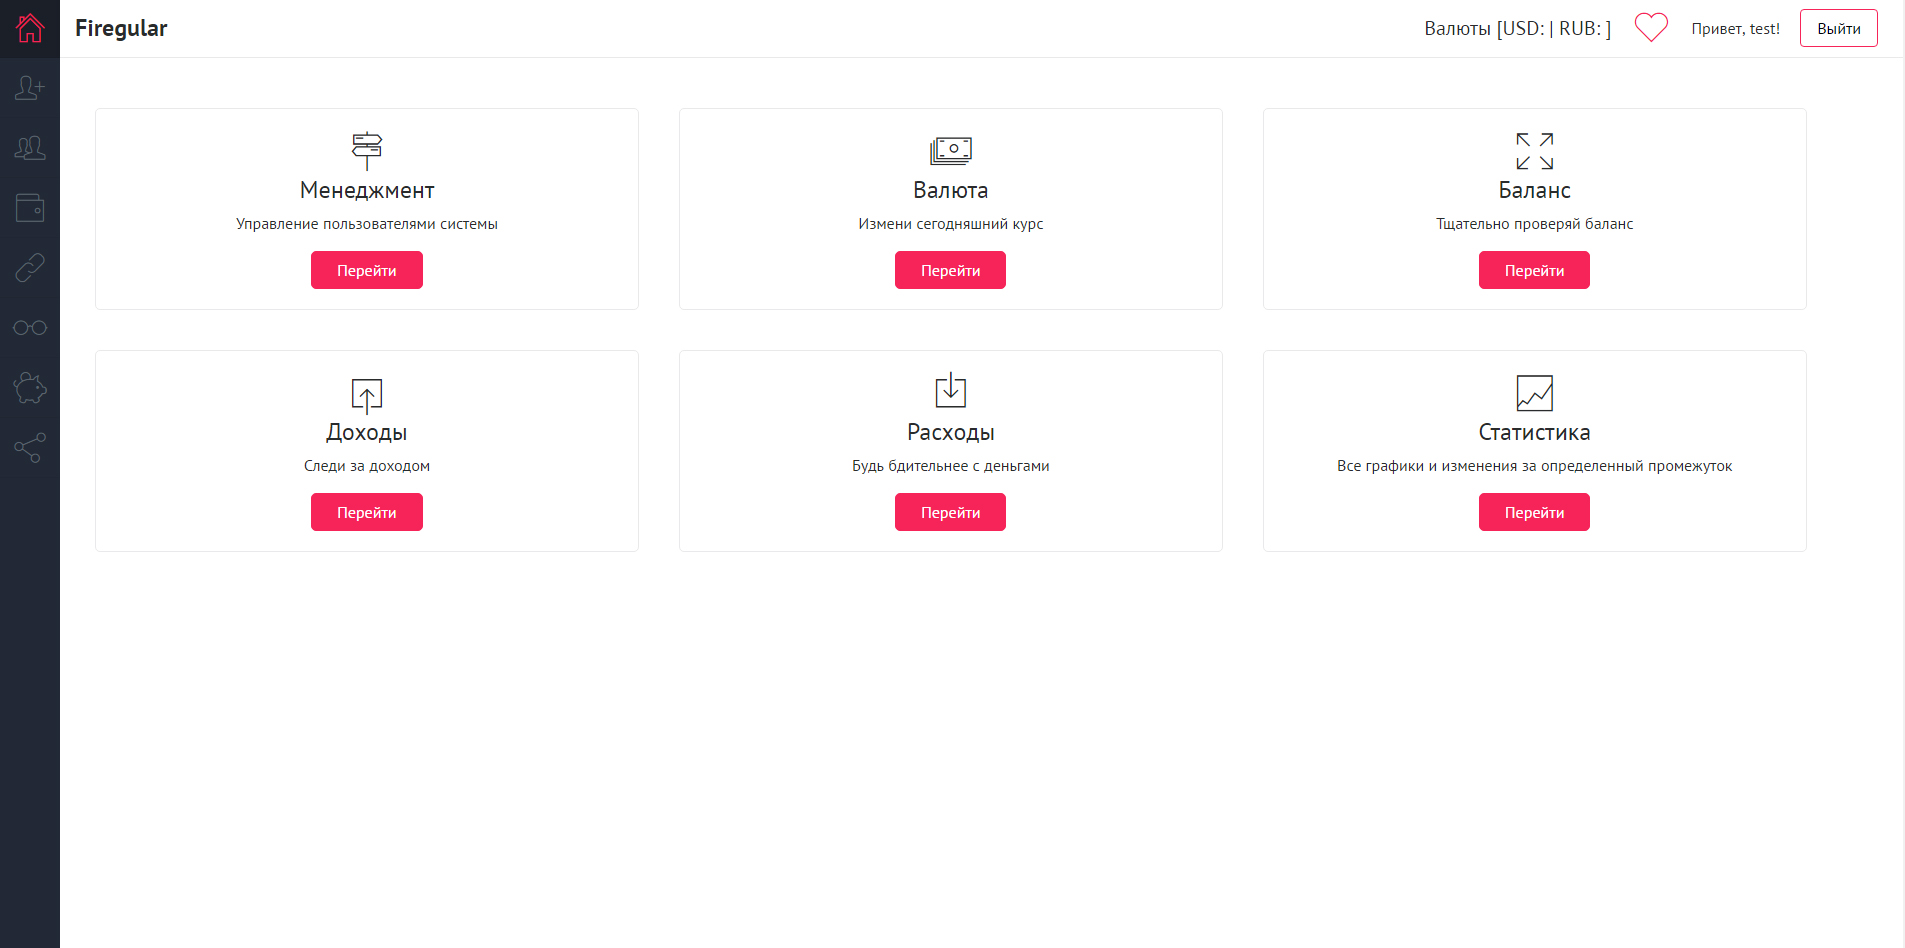 Firegular
Валюты [USD: | RUB: ]
Привет, test!
Выйти
Менеджмент
Управление пользователями системы
Перейти
Валюта
Измени сегодняшний курс
Перейти
Баланс
Тщательно проверяй баланс
Перейти
Доходы
Следи за доходом
Перейти
Расходы
Будь бдительнее с деньгами
Перейти
Статистика
Все графики и изменения за определенный промежуток
Перейти